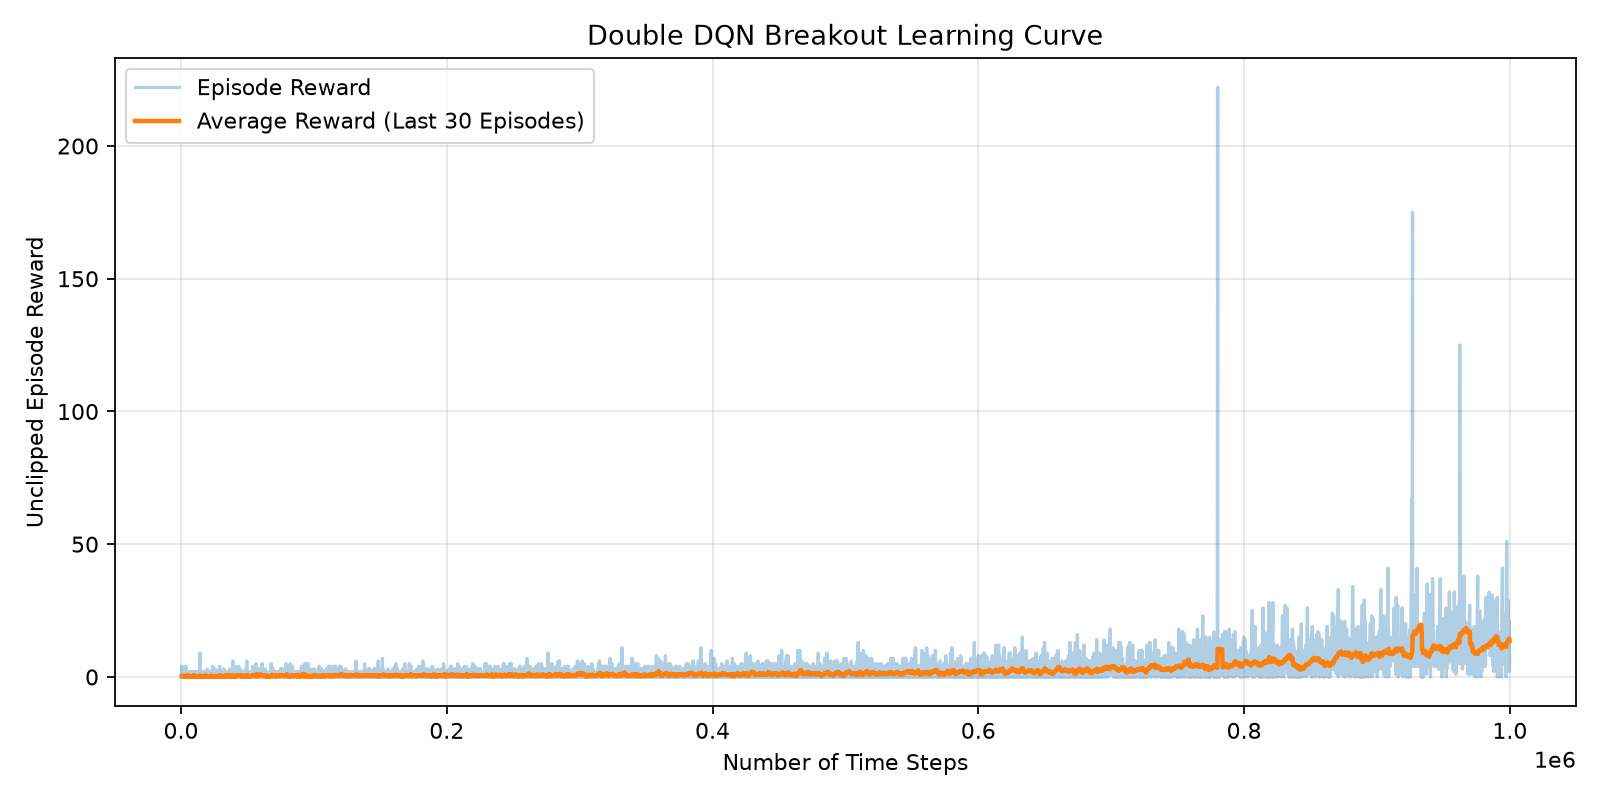 Double DQN Breakout Learning Curve
Episode Reward
Average Reward (Last 30 Episodes)
Unclipped Episode Reward
200
150
100
50
0
0.0 0.2 0.4 0.6 0.8 1.0
1e6
Number of Time Steps